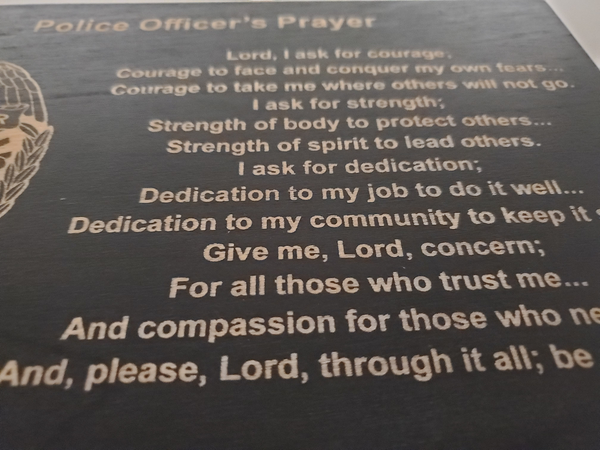 Police Officer's Prayer
Lord, I ask for courage;
Courage to face and conquer my own fears...
Courage to take me where others will not go.
I ask for strength;
Strength of body to protect others...
Strength of spirit to lead others.
I ask for dedication;
Dedication to my job to do it well...
Dedication to my community to keep it
Give me, Lord, concern;
For all those who trust me...
And compassion for those who ne
And, please, Lord, through it all; be